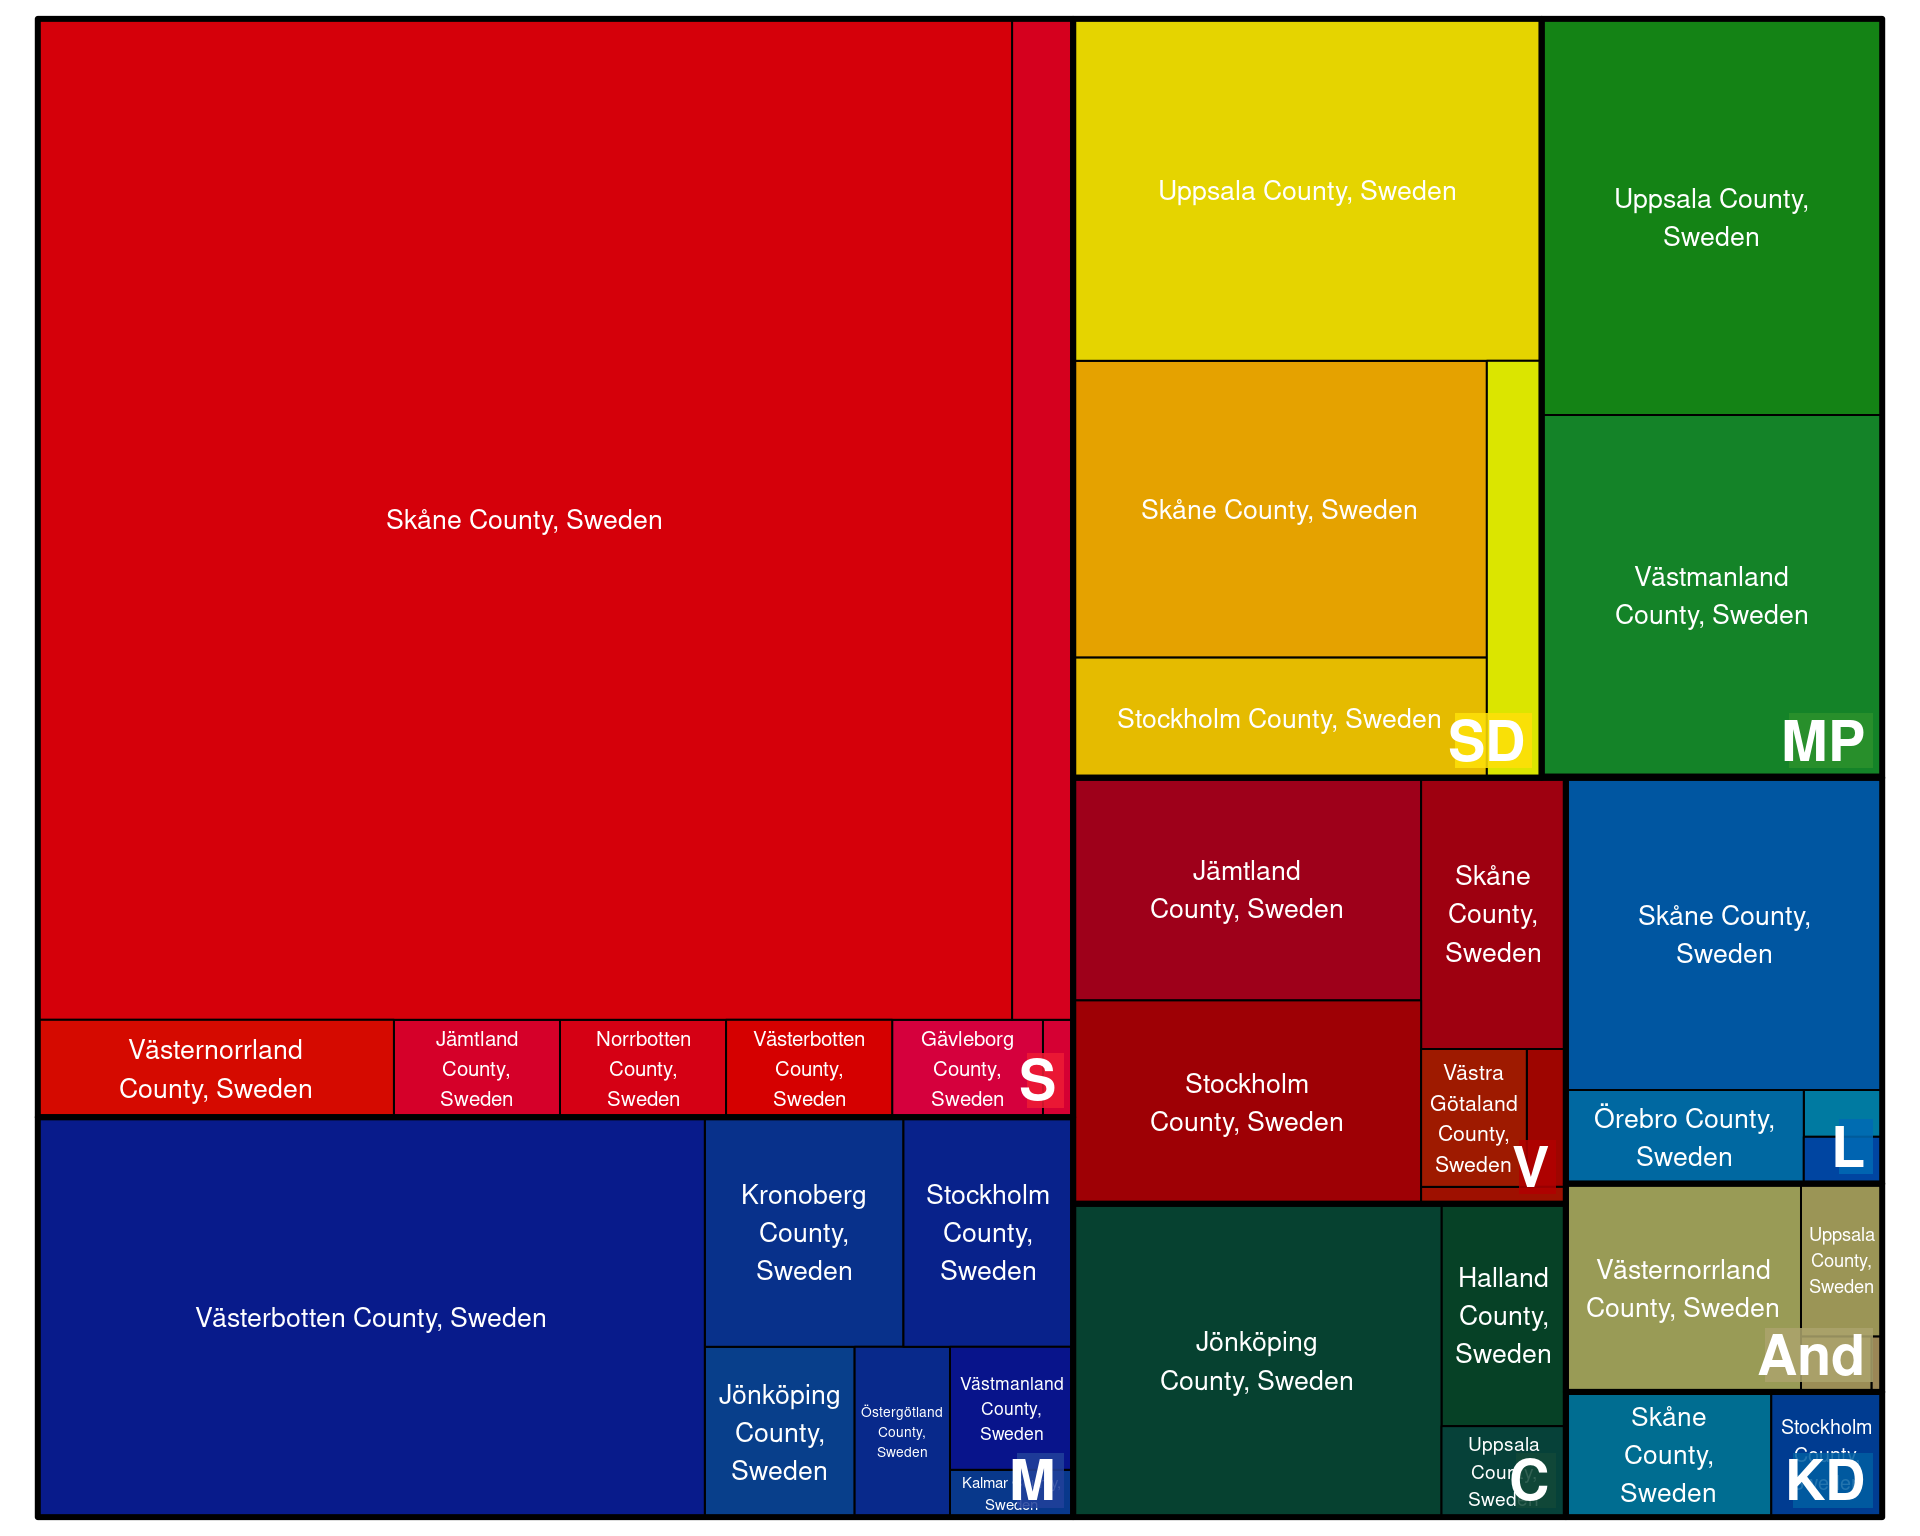 Skåne County, Sweden
Västernorrland
County, Sweden
Jämtland
County,
Sweden
Norrbotten
County,
Sweden
Västerbotten
County,
Sweden
Gävleborg
County,
Sweden
S
Uppsala County, Sweden
Skåne County, Sweden
Stockholm County, Sweden
SD
Uppsala County,
Sweden
Västmanland
County, Sweden
MP
Jämtland
County, Sweden
Stockholm
County, Sweden
Skåne
County,
Sweden
Västra
Götaland
County,
Sweden
V
Skåne County,
Sweden
Örebro County,
Sweden
L
Västerbotten County, Sweden
Kronoberg
County,
Sweden
Stockholm
County,
Sweden
Jönköping
County,
Sweden
Östergötland
County,
Sweden
Västmanland
County,
Sweden
Kalmar
Sweden
M
Jönköping
County, Sweden
Halland
County,
Sweden
Uppsala
County,
Sweden
C
Västernorrland
County, Sweden
Uppsala
County,
Sweden
And
Skåne
County,
Sweden
Stockholm
County,
KD